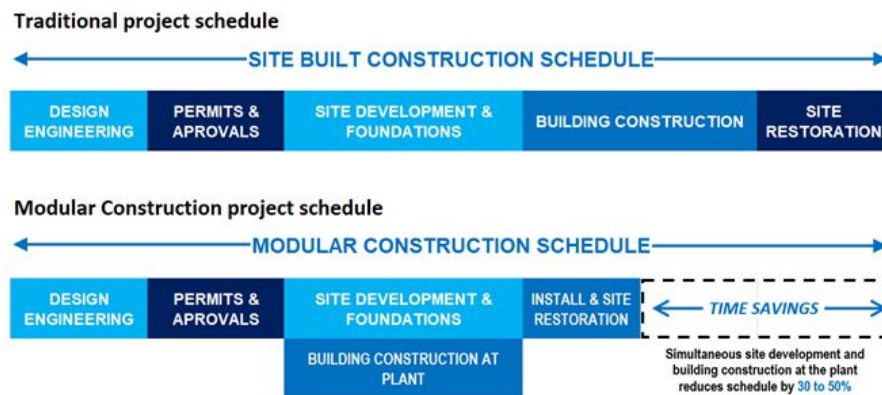 Traditional project schedule
SITE BUILT CONSTRUCTION SCHEDULE
DESIGN
ENGINEERING
PERMITS &
APROVALS
SITE DEVELOPMENT &
FOUNDATIONS
BUILDING CONSTRUCTION
SITE
RESTORATION
Modular Construction project schedule
MODULAR CONSTRUCTION SCHEDULE
DESIGN
ENGINEERING
PERMITS &
APROVALS
SITE DEVELOPMENT &
FOUNDATIONS
INSTALL & SITE
RESTORATION
TIME SAVINGS
BUILDING CONSTRUCTION AT
PLANT
Simultaneous site development and
building construction at the plant
reduces schedule by 30 to 50%